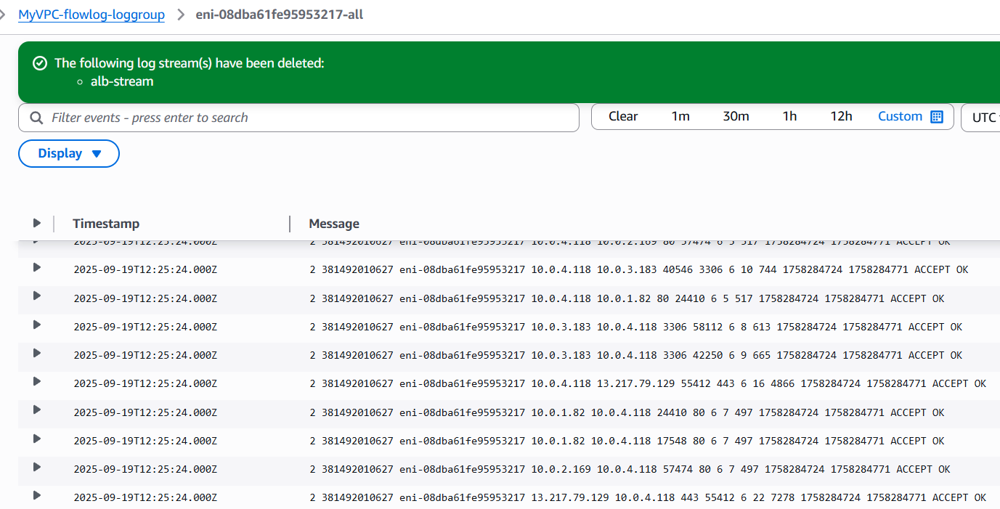 MyVPC-flowlog-loggroup > eni-08dba61fe95953217-all
The following log stream(s) have been deleted:
alb-stream
Filter events - press enter to search Clear 1m 30m 1h 12h Custom UTC
Display
Timestamp Message
2025-09-19T12:25:24.000Z 2 381492010627 eni-08dba61fe95953217 10.0.4.118 10.0.2.169 80 57474 6 5 517 1758284724 1758284771 ACCEPT OK
2025-09-19T12:25:24.000Z 2 381492010627 eni-08dba61fe95953217 10.0.4.118 10.0.3.183 40546 3306 6 10 744 1758284724 1758284771 ACCEPT OK
2025-09-19T12:25:24.000Z 2 381492010627 eni-08dba61fe95953217 10.0.4.118 10.0.1.82 80 24410 6 5 517 1758284724 1758284771 ACCEPT OK
2025-09-19T12:25:24.000Z 2 381492010627 eni-08dba61fe95953217 10.0.3.183 10.0.4.118 3306 58112 6 8 613 1758284724 1758284771 ACCEPT OK
2025-09-19T12:25:24.000Z 2 381492010627 eni-08dba61fe95953217 10.0.3.183 10.0.4.118 3306 42250 6 9 665 1758284724 1758284771 ACCEPT OK
2025-09-19T12:25:24.000Z 2 381492010627 eni-08dba61fe95953217 10.0.4.118 13.217.79.129 55412 443 6 16 4866 1758284724 1758284771 ACCEPT OK
2025-09-19T12:25:24.000Z 2 381492010627 eni-08dba61fe95953217 10.0.1.82 10.0.4.118 24410 80 6 7 497 1758284724 1758284771 ACCEPT OK
2025-09-19T12:25:24.000Z 2 381492010627 eni-08dba61fe95953217 10.0.1.82 10.0.4.118 17548 80 6 7 497 1758284724 1758284771 ACCEPT OK
2025-09-19T12:25:24.000Z 2 381492010627 eni-08dba61fe95953217 10.0.2.169 10.0.4.118 57474 80 6 7 497 1758284724 1758284771 ACCEPT OK
2025-09-19T12:25:24.000Z 2 381492010627 eni-08dba61fe95953217 13.217.79.129 10.0.4.118 443 55412 6 22 7278 1758284724 1758284771 ACCEPT OK